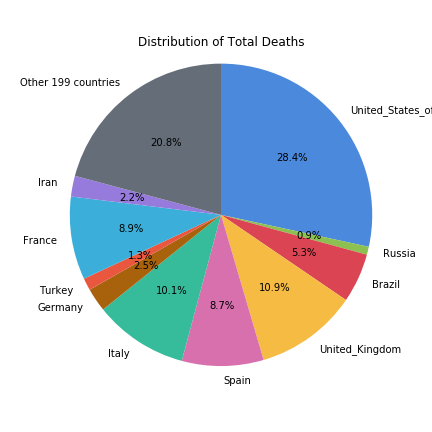 Distribution of Total Deaths
Other 199 countries
United_States_of
20.8%
28.4%
Iran
2.2%
France
8.9%
0.9%
Russia
5.3%
Brazil
1.3%
2.5%
Turkey
Germany
10.1%
10.9%
8.7%
Italy
United_Kingdom
Spain